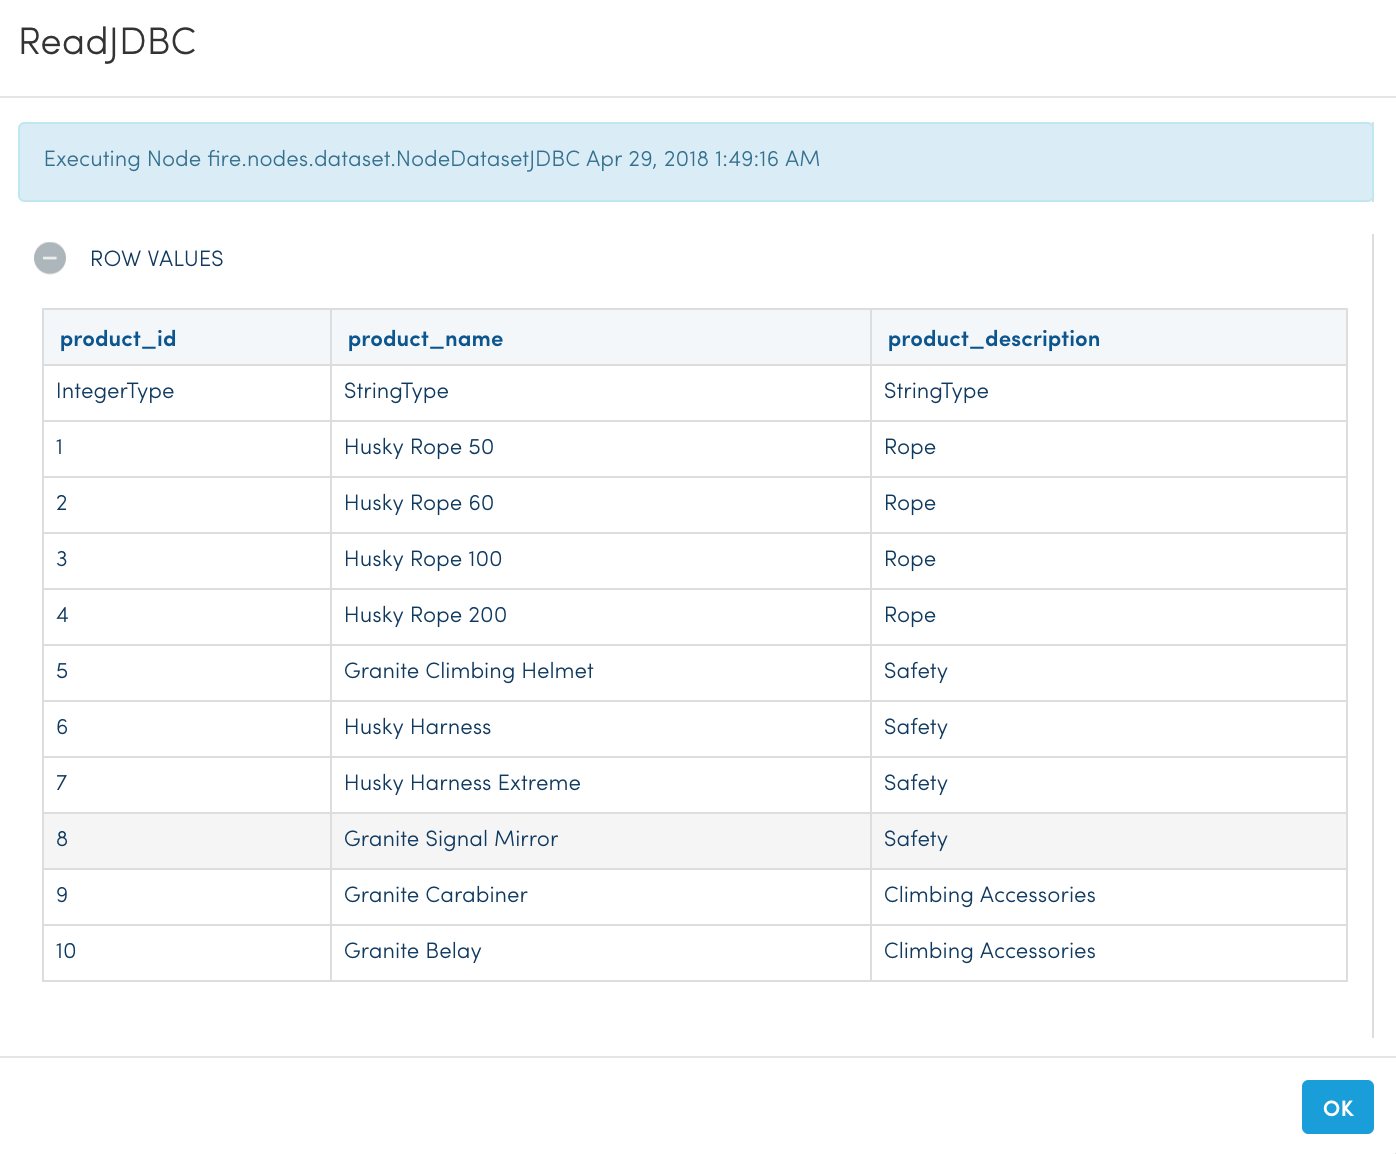 ReadJDBC
Executing Node fire.nodes.dataset.NodeDatasetJDBC Apr 29, 2018 1:49:16 AM
ROW VALUES
product_id product_name product_description
IntegerType StringType StringType
1 Husky Rope 50 Rope
2 Husky Rope 60 Rope
3 Husky Rope 100 Rope
4 Husky Rope 200 Rope
5 Granite Climbing Helmet Safety
6 Husky Harness Safety
7 Husky Harness Extreme Safety
8 Granite Signal Mirror Safety
9 Granite Carabiner Climbing Accessories
10 Granite Belay Climbing Accessories
OK